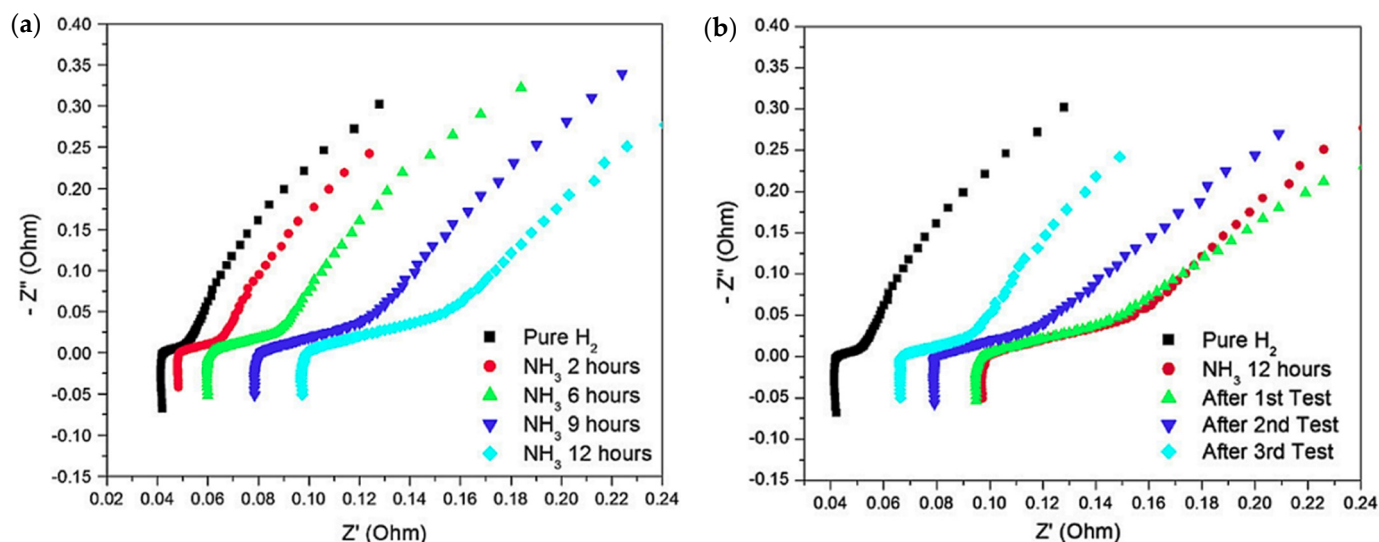 (a)
0.40
0.35
0.30
0.25
0.20
0.15
0.10
0.05
0.00
-0.05
-0.10
-0.15
- Z" (Ohm)
Pure H₂
NH₃ 2 hours
NH₃ 6 hours
NH₃ 9 hours
NH₃ 12 hours
0.02 0.04 0.06 0.08 0.10 0.12 0.14 0.16 0.18 0.20 0.22 0.24
Z' (Ohm)
(b)
0.40
0.35
0.30
0.25
0.20
0.15
0.10
0.05
0.00
-0.05
-0.10
-0.15
- Z" (Ohm)
Pure H₂
NH₃ 12 hours
After 1st Test
After 2nd Test
After 3rd Test
0.04 0.06 0.08 0.10 0.12 0.14 0.16 0.18 0.20 0.22 0.24
Z' (Ohm)